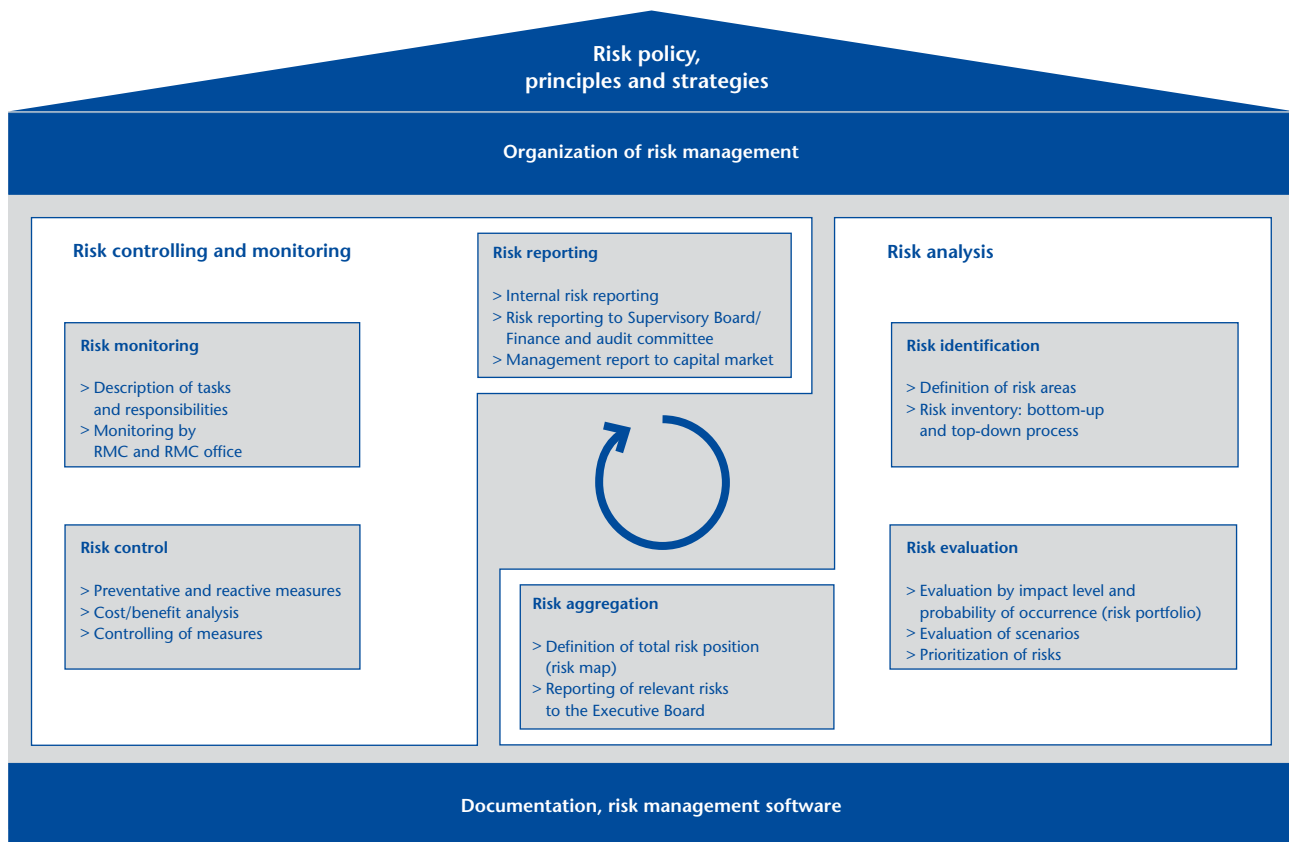 Risk policy,
principles and strategies
Organization of risk management
Risk controlling and monitoring
Risk monitoring
> Description of tasks
and responsibilities
> Monitoring by
RMC and RMC office
Risk control
> Preventative and reactive measures
> Cost/benefit analysis
> Controlling of measures
Risk reporting
> Internal risk reporting
> Risk reporting to Supervisory Board/
Finance and audit committee
> Management report to capital market
Risk analysis
Risk identification
> Definition of risk areas
> Risk inventory: bottom-up
and top-down process
Risk evaluation
> Evaluation by impact level and
probability of occurrence (risk portfolio)
> Evaluation of scenarios
> Prioritization of risks
Risk aggregation
> Definition of total risk position
(risk map)
> Reporting of relevant risks
to the Executive Board
Documentation, risk management software